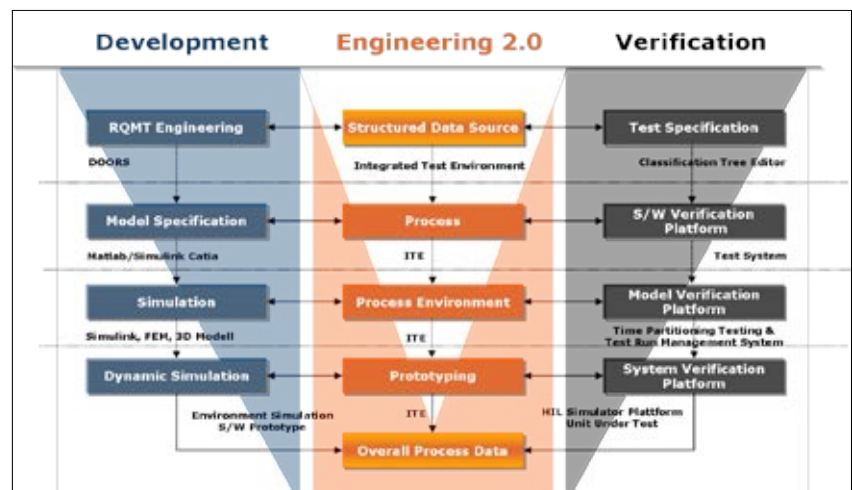 Development Engineering 2.0 Verification
RQMT Engineering Structured Data Source Test Specification
DOORS Integrated Test Environment Classification Tree Editor
Model Specification Process S/W Verification
Platform
Matlab/Simulink Catia ITE Test System
Simulation Process Environment Model Verification
Platform
Simulink, FEM, 3D Modell ITE Time Partitioning Testing &
Test Run Management System
Dynamic Simulation Prototyping System Verification
Platform
Environment Simulation ITE HIL Simulator Plattform
S/W Prototype Unit Under Test
Overall Process Data